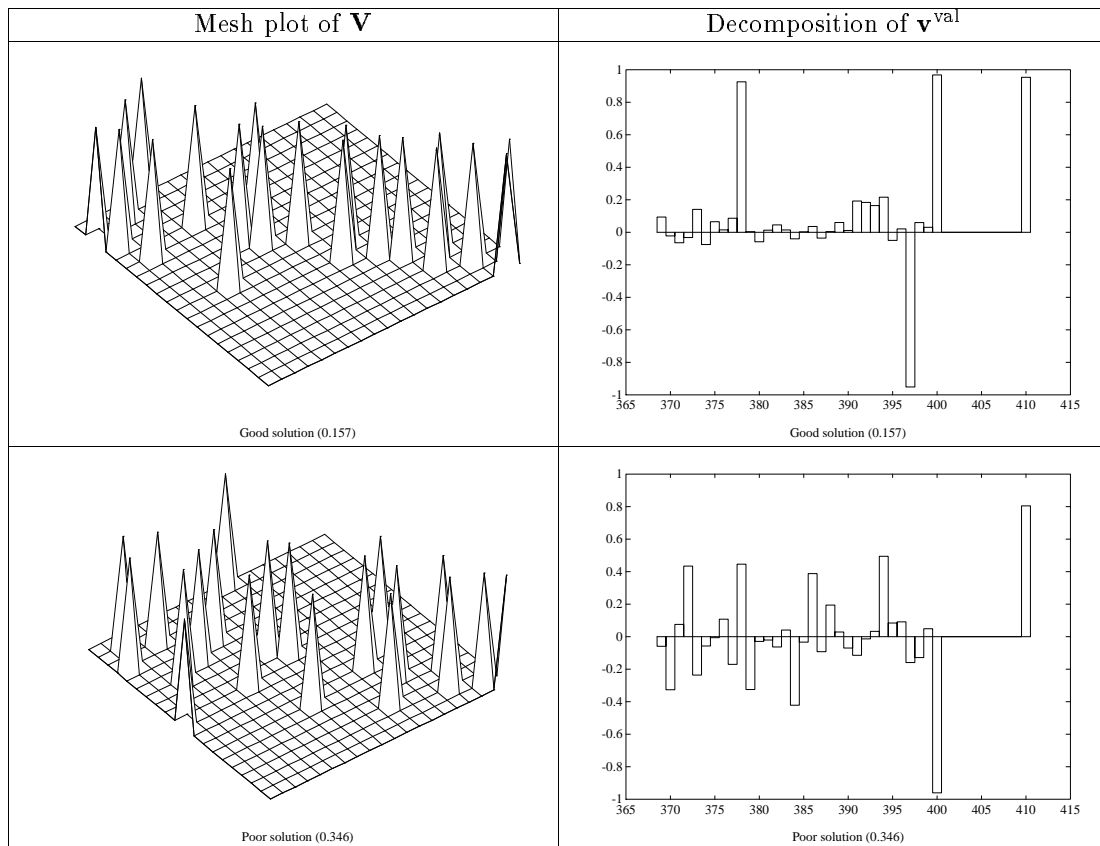 Mesh plot of V
Decomposition of v^val
1
0.8
0.6
0.4
0.2
0
-0.2
-0.4
-0.6
-0.8
-1
365 370 375 380 385 390 395 400 405 410 415
Good solution (0.157)
Good solution (0.157)
1
0.8
0.6
0.4
0.2
0
-0.2
-0.4
-0.6
-0.8
-1
365 370 375 380 385 390 395 400 405 410 415
Poor solution (0.346)
Poor solution (0.346)